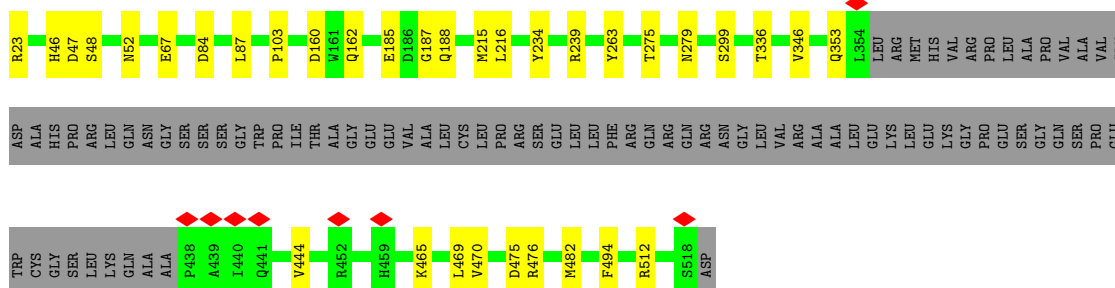 R23 H46 D47 S48 N52 E67 D84 L87 P103 D160 W161 Q162 E185 D186 G187 Q188 M215 L216 Y234 R239 Y263 T275 N279 S299 T336 V346 Q353 L354 LEU ARG MET HIS VAL ARG PRO LEU ALA PRO VAL ALA VAL
ASP ALA HIS PRO ARG LEU GLN ASN GLY SER SER SER GLY TRP PRO ILE THR ALA GLY GLU GLU VAL ALA LEU CYS LEU PRO ARG SER GLU LEU LEU PHE ARG GLN ARG GLN ARG ASN GLY LEU VAL ARG ALA ALA LEU GLU LYS LEU GLU LYS GLY PRO GLU SER GLY GLN SER PRO
TRP CYS GLY SER LEU LYS GLN ALA ALA P438 A439 I440 Q441 V444 R452 H459 K465 L469 V470 D475 R476 M482 F494 R512 S518 ASP